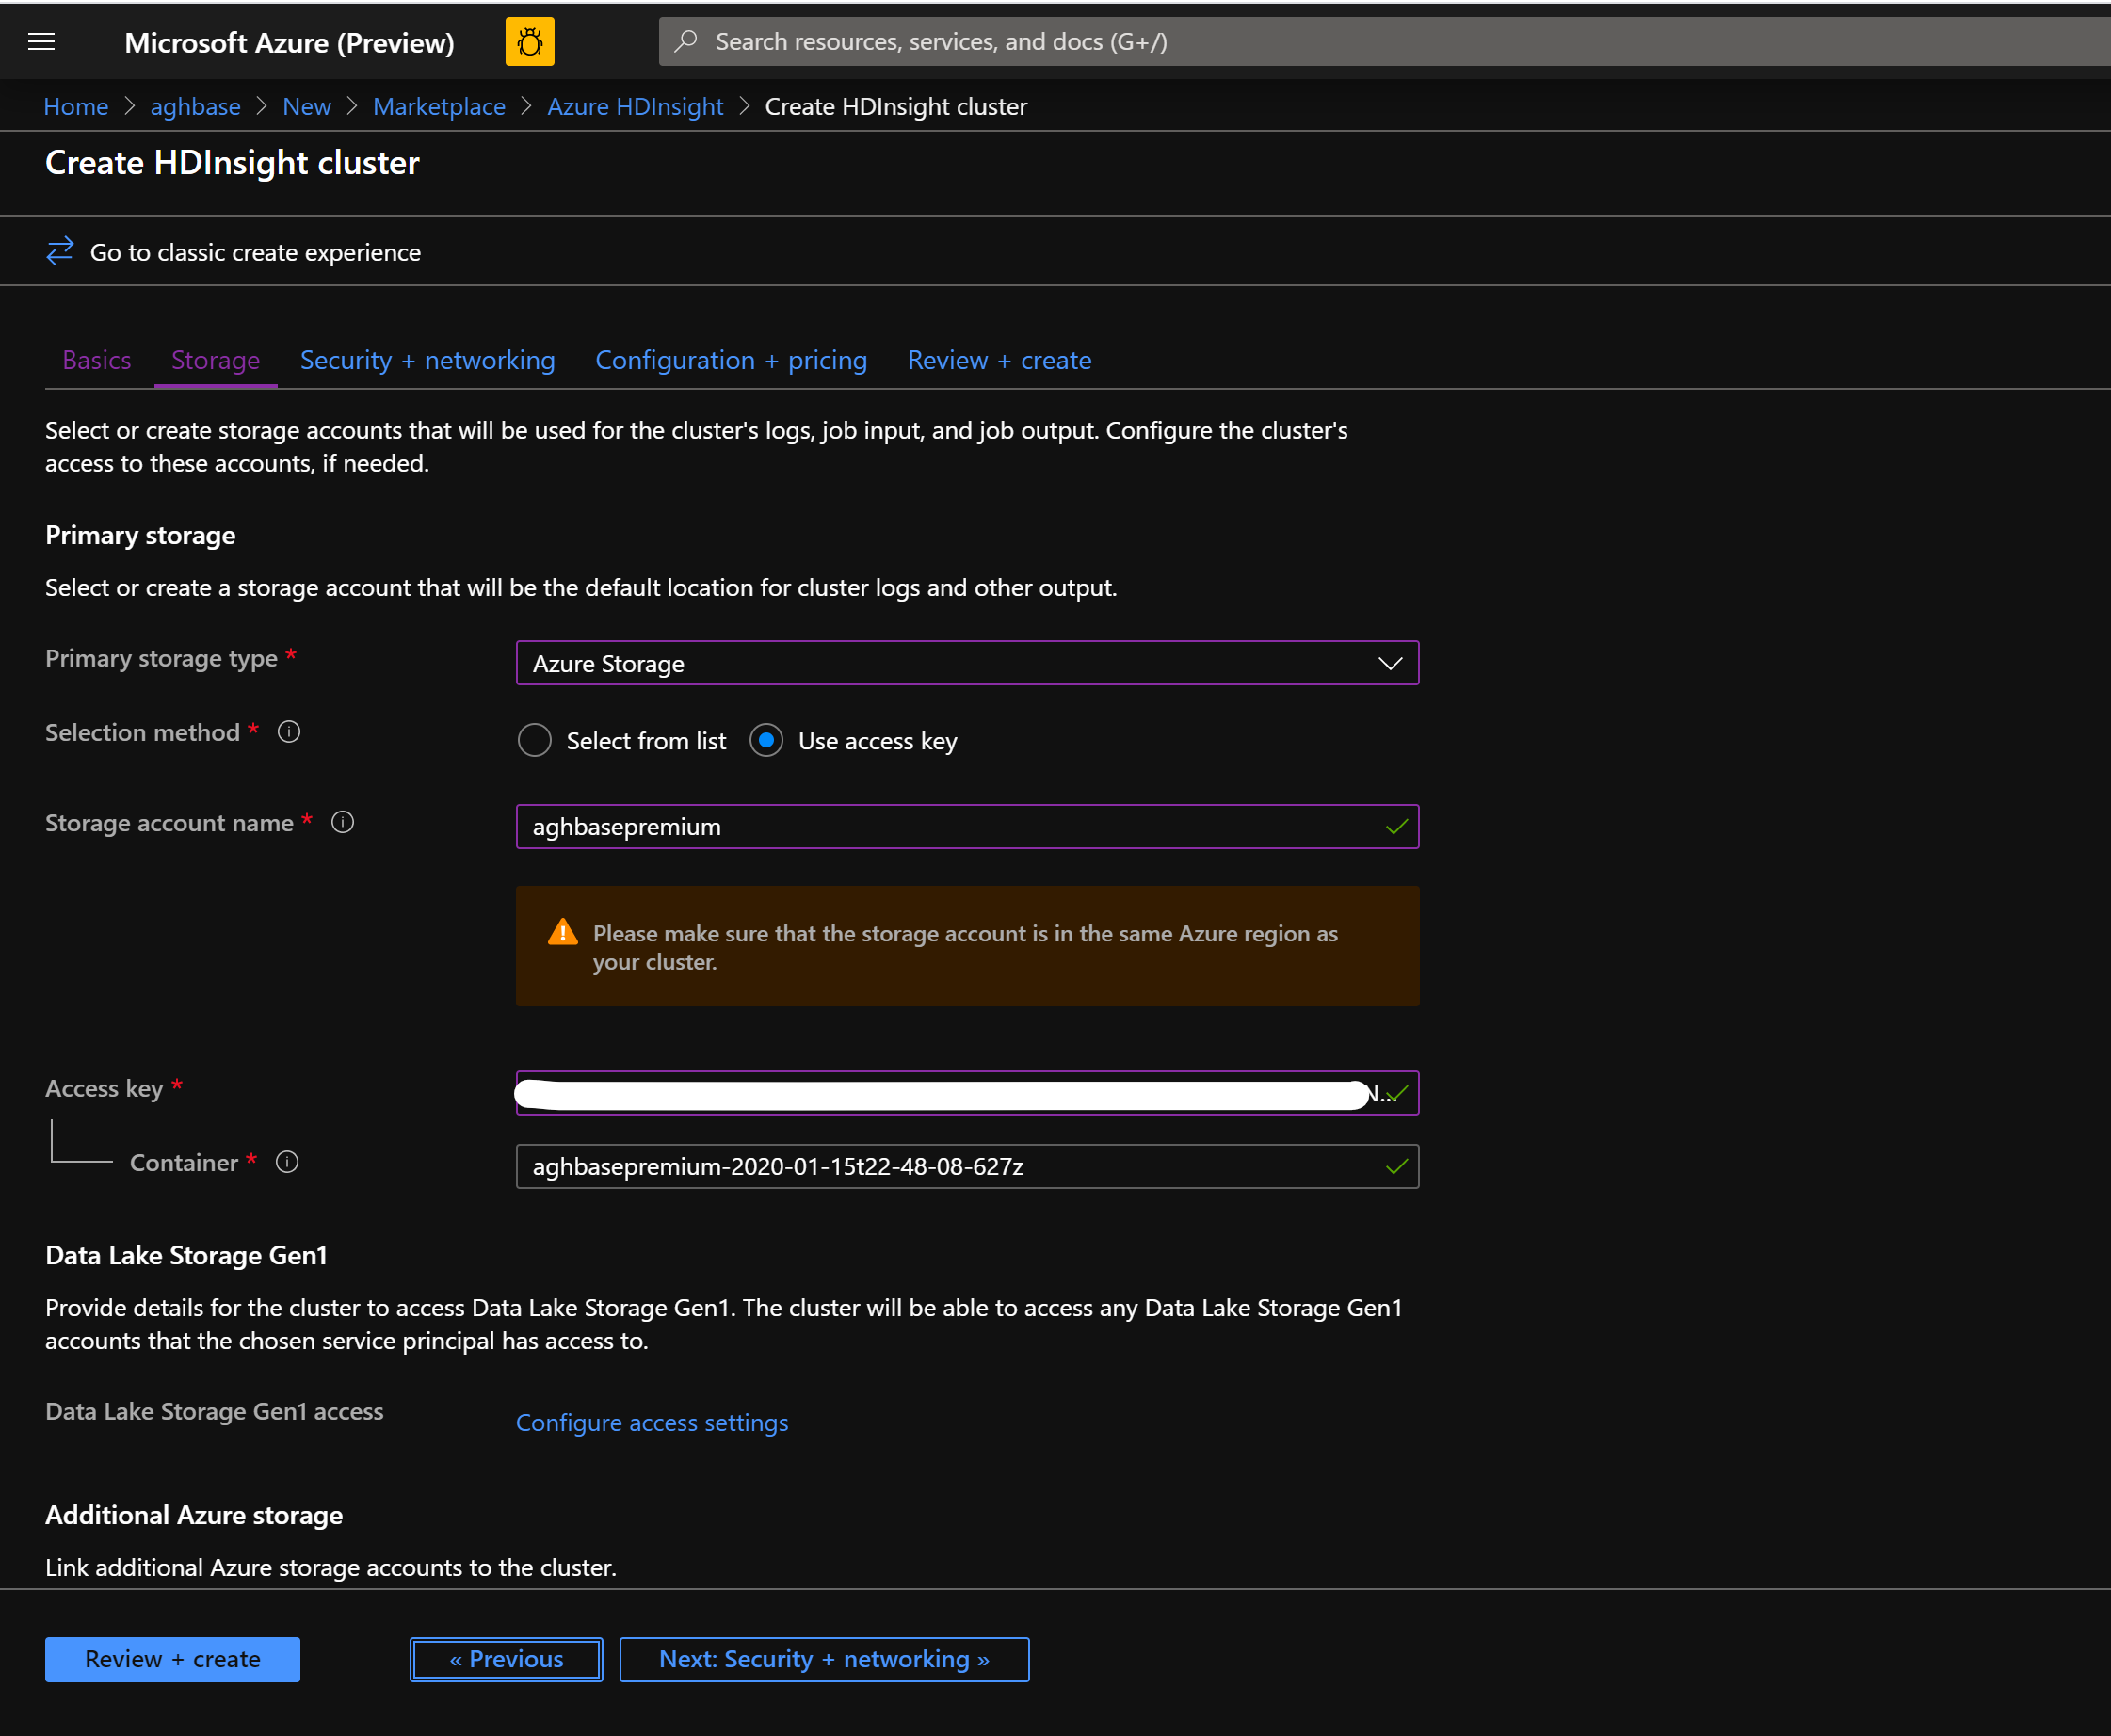 Microsoft Azure (Preview)
Search resources, services, and docs (G+/)
Home > aghbase > New > Marketplace > Azure HDInsight > Create HDInsight cluster
Create HDInsight cluster
Go to classic create experience
Basics Storage Security + networking Configuration + pricing Review + create
Select or create storage accounts that will be used for the cluster's logs, job input, and job output. Configure the cluster's
access to these accounts, if needed.
Primary storage
Select or create a storage account that will be the default location for cluster logs and other output.
Primary storage type *
Azure Storage
Selection method *
Select from list Use access key
Storage account name *
aghbasepremium
Please make sure that the storage account is in the same Azure region as
your cluster.
Access key *
N...
Container *
aghbasepremium-2020-01-15t22-48-08-627z
Data Lake Storage Gen1
Provide details for the cluster to access Data Lake Storage Gen1. The cluster will be able to access any Data Lake Storage Gen1
accounts that the chosen service principal has access to.
Data Lake Storage Gen1 access
Configure access settings
Additional Azure storage
Link additional Azure storage accounts to the cluster.
Review + create
« Previous
Next: Security + networking »